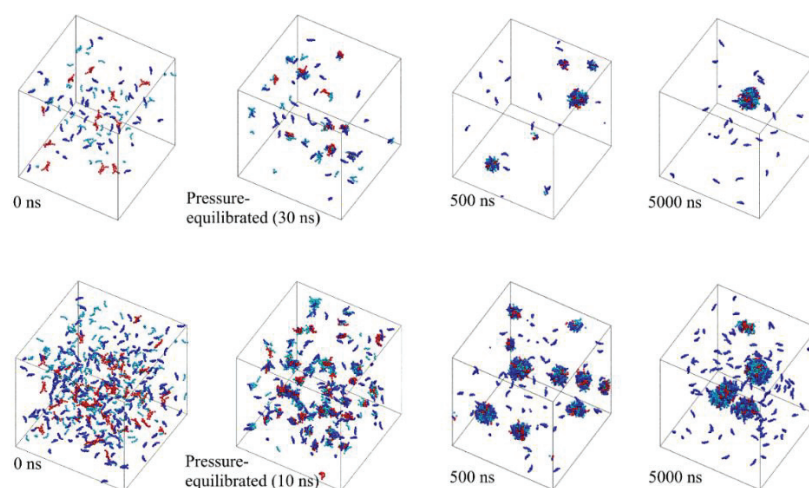 0 ns
Pressure-
equilibrated (30 ns)
500 ns
5000 ns
0 ns
Pressure-
equilibrated (10 ns)
500 ns
5000 ns